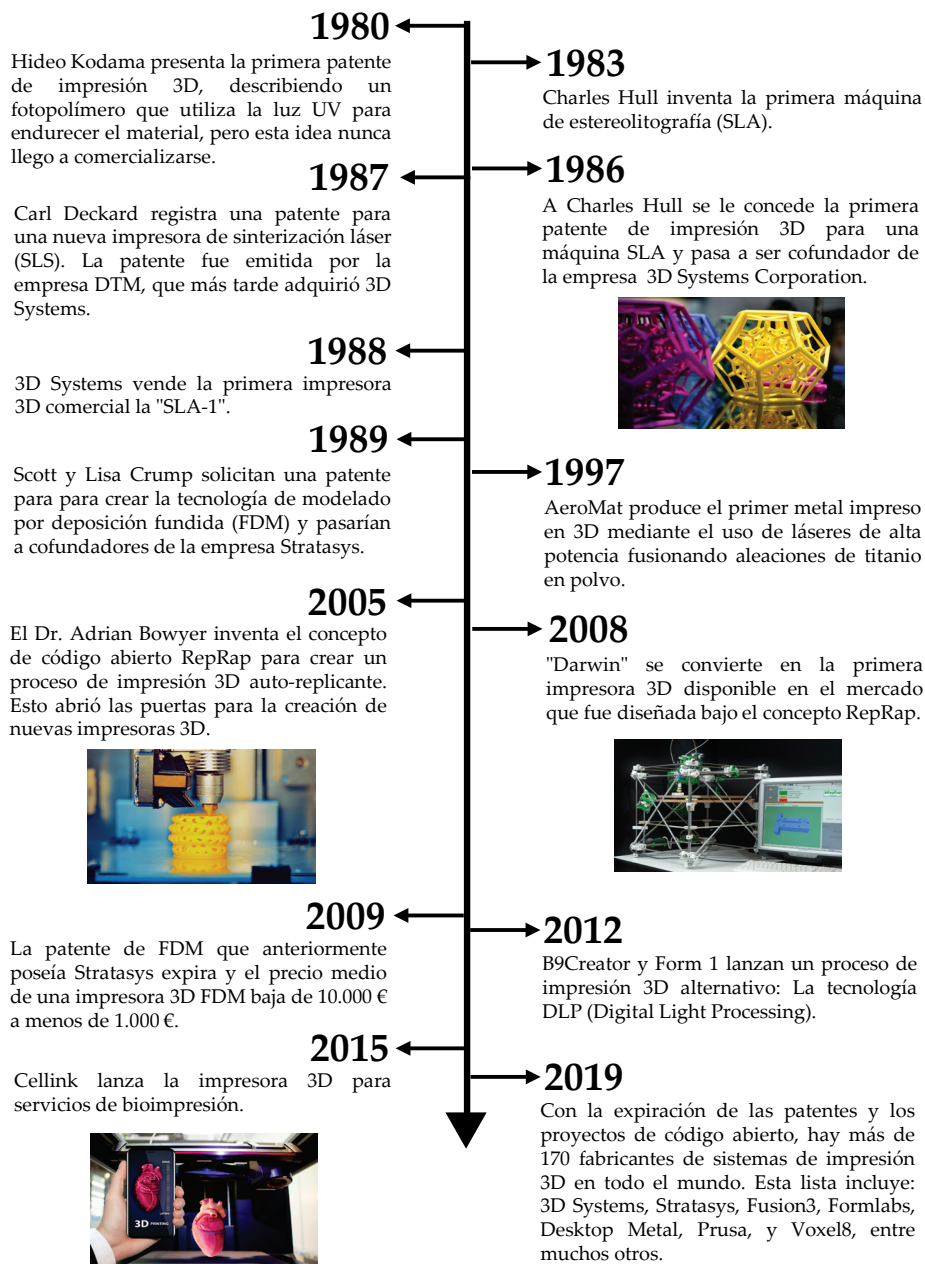 1980
Hideo Kodama presenta la primera patente
de impresión 3D, describiendo un
fotopolímero que utiliza la luz UV para
endurecer el material, pero esta idea nunca
llego a comercializarse.
1983
Charles Hull inventa la primera máquina
de estereolitografía (SLA).
1986
A Charles Hull se le concede la primera
patente de impresión 3D para una
máquina SLA y pasa a ser cofundador de
la empresa 3D Systems Corporation.
1987
Carl Deckard registra una patente para
una nueva impresora de sinterización láser
(SLS). La patente fue emitida por la
empresa DTM, que más tarde adquirió 3D
Systems.
1988
3D Systems vende la primera impresora
3D comercial la "SLA-1".
1989
Scott y Lisa Crump solicitan una patente
para para crear la tecnología de modelado
por deposición fundida (FDM) y pasarían
a cofundadores de la empresa Stratasys.
1997
AeroMat produce el primer metal impreso
en 3D mediante el uso de láseres de alta
potencia fusionando aleaciones de titanio
en polvo.
2005
El Dr. Adrian Bowyer inventa el concepto
de código abierto RepRap para crear un
proceso de impresión 3D auto-replicante.
Esto abrió las puertas para la creación de
nuevas impresoras 3D.
2008
"Darwin" se convierte en la primera
impresora 3D disponible en el mercado
que fue diseñada bajo el concepto RepRap.
2009
La patente de FDM que anteriormente
poseía Stratasys expira y el precio medio
de una impresora 3D FDM baja de 10.000 €
a menos de 1.000 €.
2012
B9Creator y Form 1 lanzan un proceso de
impresión 3D alternativo: La tecnología
DLP (Digital Light Processing).
2015
Cellink lanza la impresora 3D para
servicios de bioimpresión.
3D PRINTING
2019
Con la expiración de las patentes y los
proyectos de código abierto, hay más de
170 fabricantes de sistemas de impresión
3D en todo el mundo. Esta lista incluye:
3D Systems, Stratasys, Fusion3, Formlabs,
Desktop Metal, Prusa, y Voxel8, entre
muchos otros.